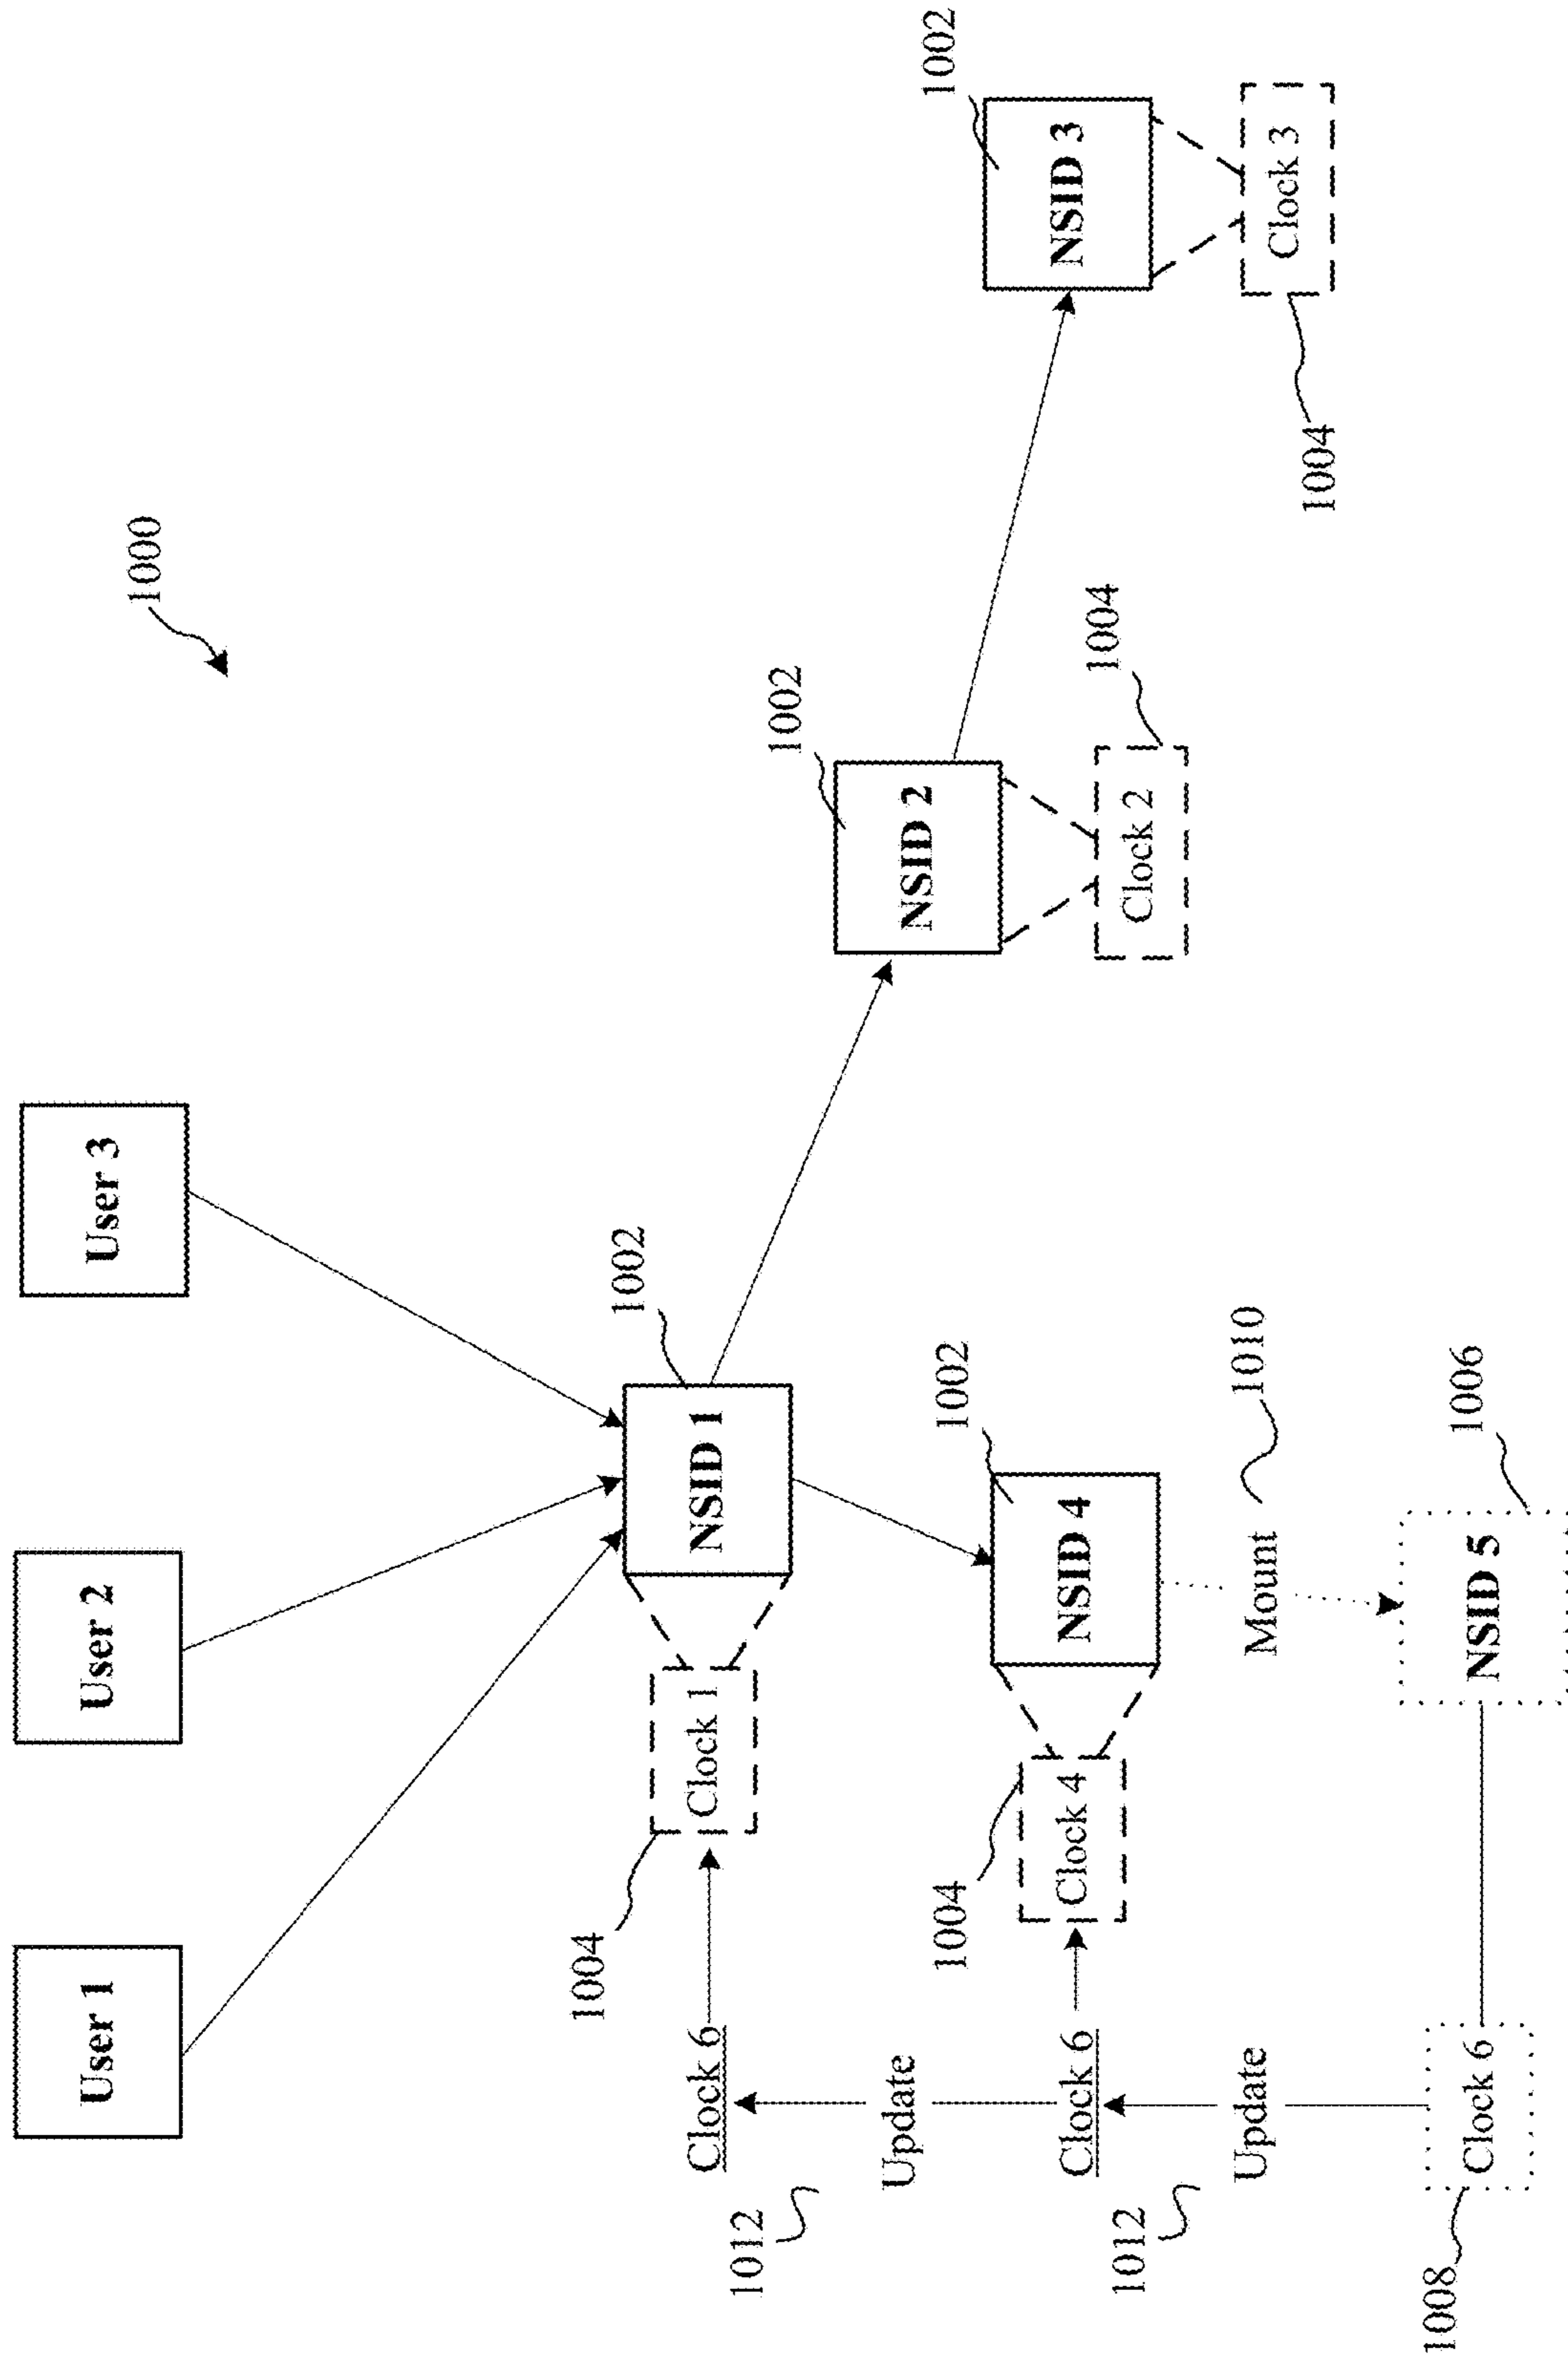 1000
User 1
User 2
User 3
1002
NSID 1
Clock 1
1004
Clock 6
1012
Update
1002
NSID 2
Clock 2
1004
1002
NSID 3
Clock 3
1004
1002
NSID 4
Clock 4
1004
Clock 6
1012
Update
Mount
1010
1006
NSID 5
Clock 6
1008